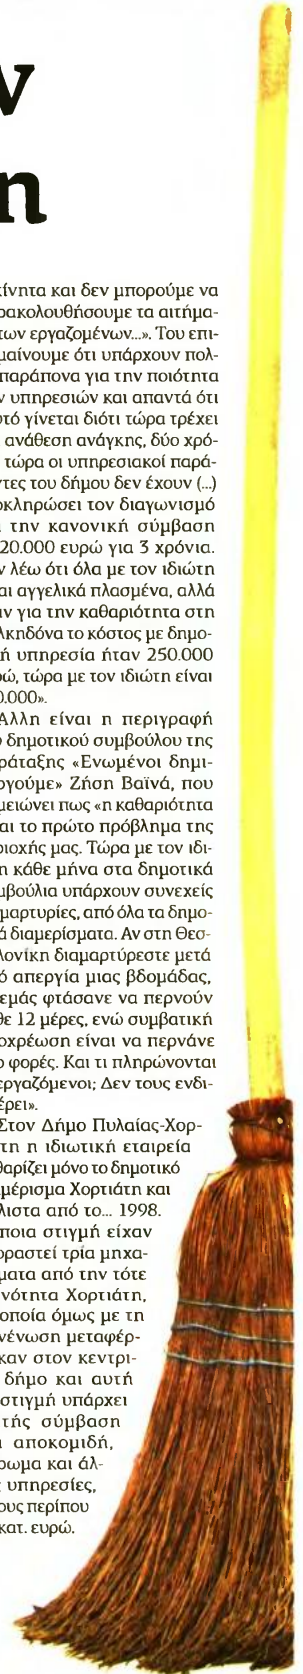 ν
η
κίνητα και δεν μπορούμε να
ρακολουθήσουμε τα αιτήμα-
των εργαζομένων...». Του επι-
μαίνουμε ότι υπάρχουν πολ-
παράπονα για την ποιότητα
ν υπηρεσιών και απαντά ότι
υτό γίνεται διότι τώρα τρέχει
ανάθεση ανάγκης, δύο χρό-
τώρα οι υπηρεσιακοί παρά-
ντες του δήμου δεν έχουν (...)
οκληρώσει τον διαγωνισμό
την κανονική σύμβαση
20.000 ευρώ για 3 χρόνια.
ν λέω ότι όλα με τον ιδιώτη
αι αγγελικά πλασμένα, αλλά
ν για την καθαριότητα στη
λκηδόνα το κόστος με δημο-
ή υπηρεσία ήταν 250.000
ρώ, τώρα με τον ιδιώτη είναι
0.000».
Άλλη είναι η περιγραφή
υ δημοτικού συμβούλου της
ράταξης «Ενωμένοι δημι-
ργούμε» Ζήση Βαϊνά, που
μειώνει πως «η καθαριότητα
αι το πρώτο πρόβλημα της
ριοχής μας. Τώρα με τον ιδι-
η κάθε μήνα στα δημοτικά
μβούλια υπάρχουν συνεχείς
μαρτυρίες, από όλα τα δημο-
ά διαμερίσματα. Αν στη Θεσ-
λονίκη διαμαρτύρεστε μετά
ό απεργία μιας βδομάδας,
εμάς φτάσανε να περνούν
θε 12 μέρες, ενώ συμβατική
οχρέωση είναι να περνάνε
ο φορές. Και τι πληρώνονται
εργαζόμενοι; Δεν τους ενδι-
έρει».
Στον Δήμο Πυλαίας-Χορ-
τη η ιδιωτική εταιρεία
θαρίζει μόνο το δημοτικό
μέρισμα Χορτιάτη και
λιστα από το... 1998.
ποια στιγμή είχαν
οραστεί τρία μηχα-
ματα από την τότε
νότητα Χορτιάτη,
οποία όμως με τη
νένωση μεταφέρ-
καν στον κεντρι-
δήμο και αυτή
στιγμή υπάρχει
τής σύμβαση
α αποκομιδή,
ρωμα και άλ-
ς υπηρεσίες,
ους περίπου
κατ. ευρώ.